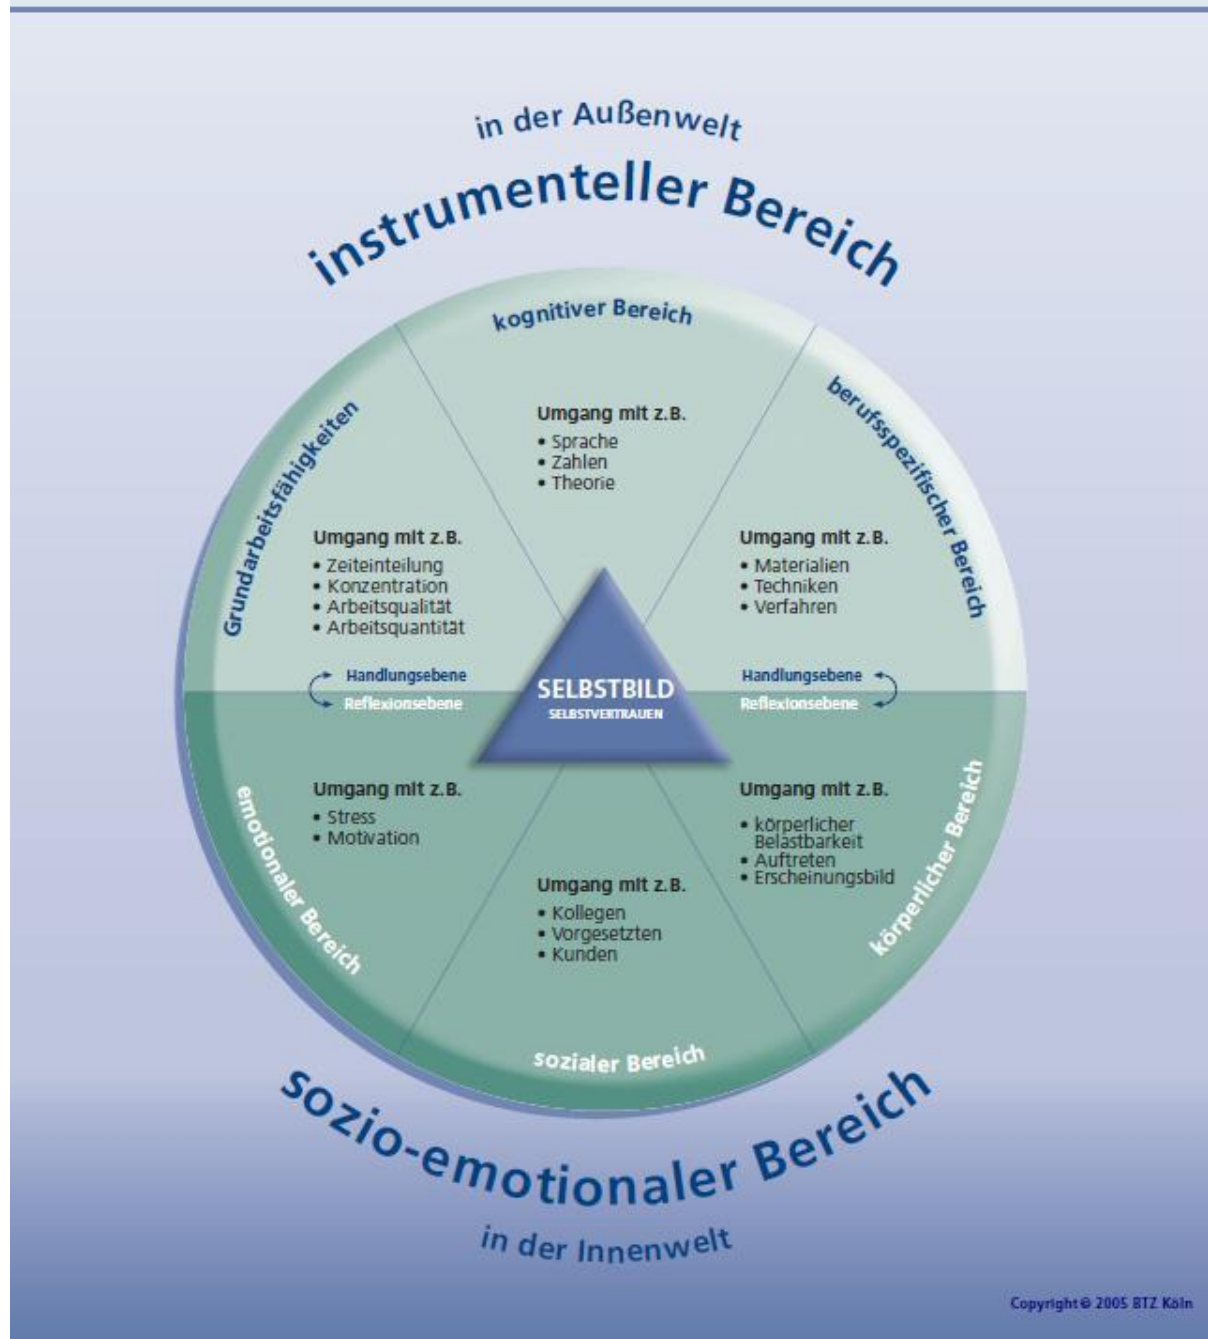 in der Außenwelt
instrumenteller Bereich
kognitiver Bereich
Umgang mit z.B.
• Sprache
• Zahlen
• Theorie
Grundarbeitsfähigkeiten
Umgang mit z.B.
• Zeiteinteilung
• Konzentration
• Arbeitsqualität
• Arbeitsquantität
berufsspezifischer Bereich
Umgang mit z.B.
• Materialien
• Techniken
• Verfahren
Handlungsebene
Reflexionsebene
SELBSTBILD
SELBSTVERTRAUEN
Handlungsebene
Reflexionsebene
emotionaler Bereich
Umgang mit z.B.
• Stress
• Motivation
Umgang mit z.B.
• körperlicher
Belastbarkeit
• Auftreten
• Erscheinungsbild
körperlicher Bereich
Umgang mit z.B.
• Kollegen
• Vorgesetzten
• Kunden
sozialer Bereich
sozio-emotionaler Bereich
in der Innenwelt
Copyright © 2005 BTZ Köln